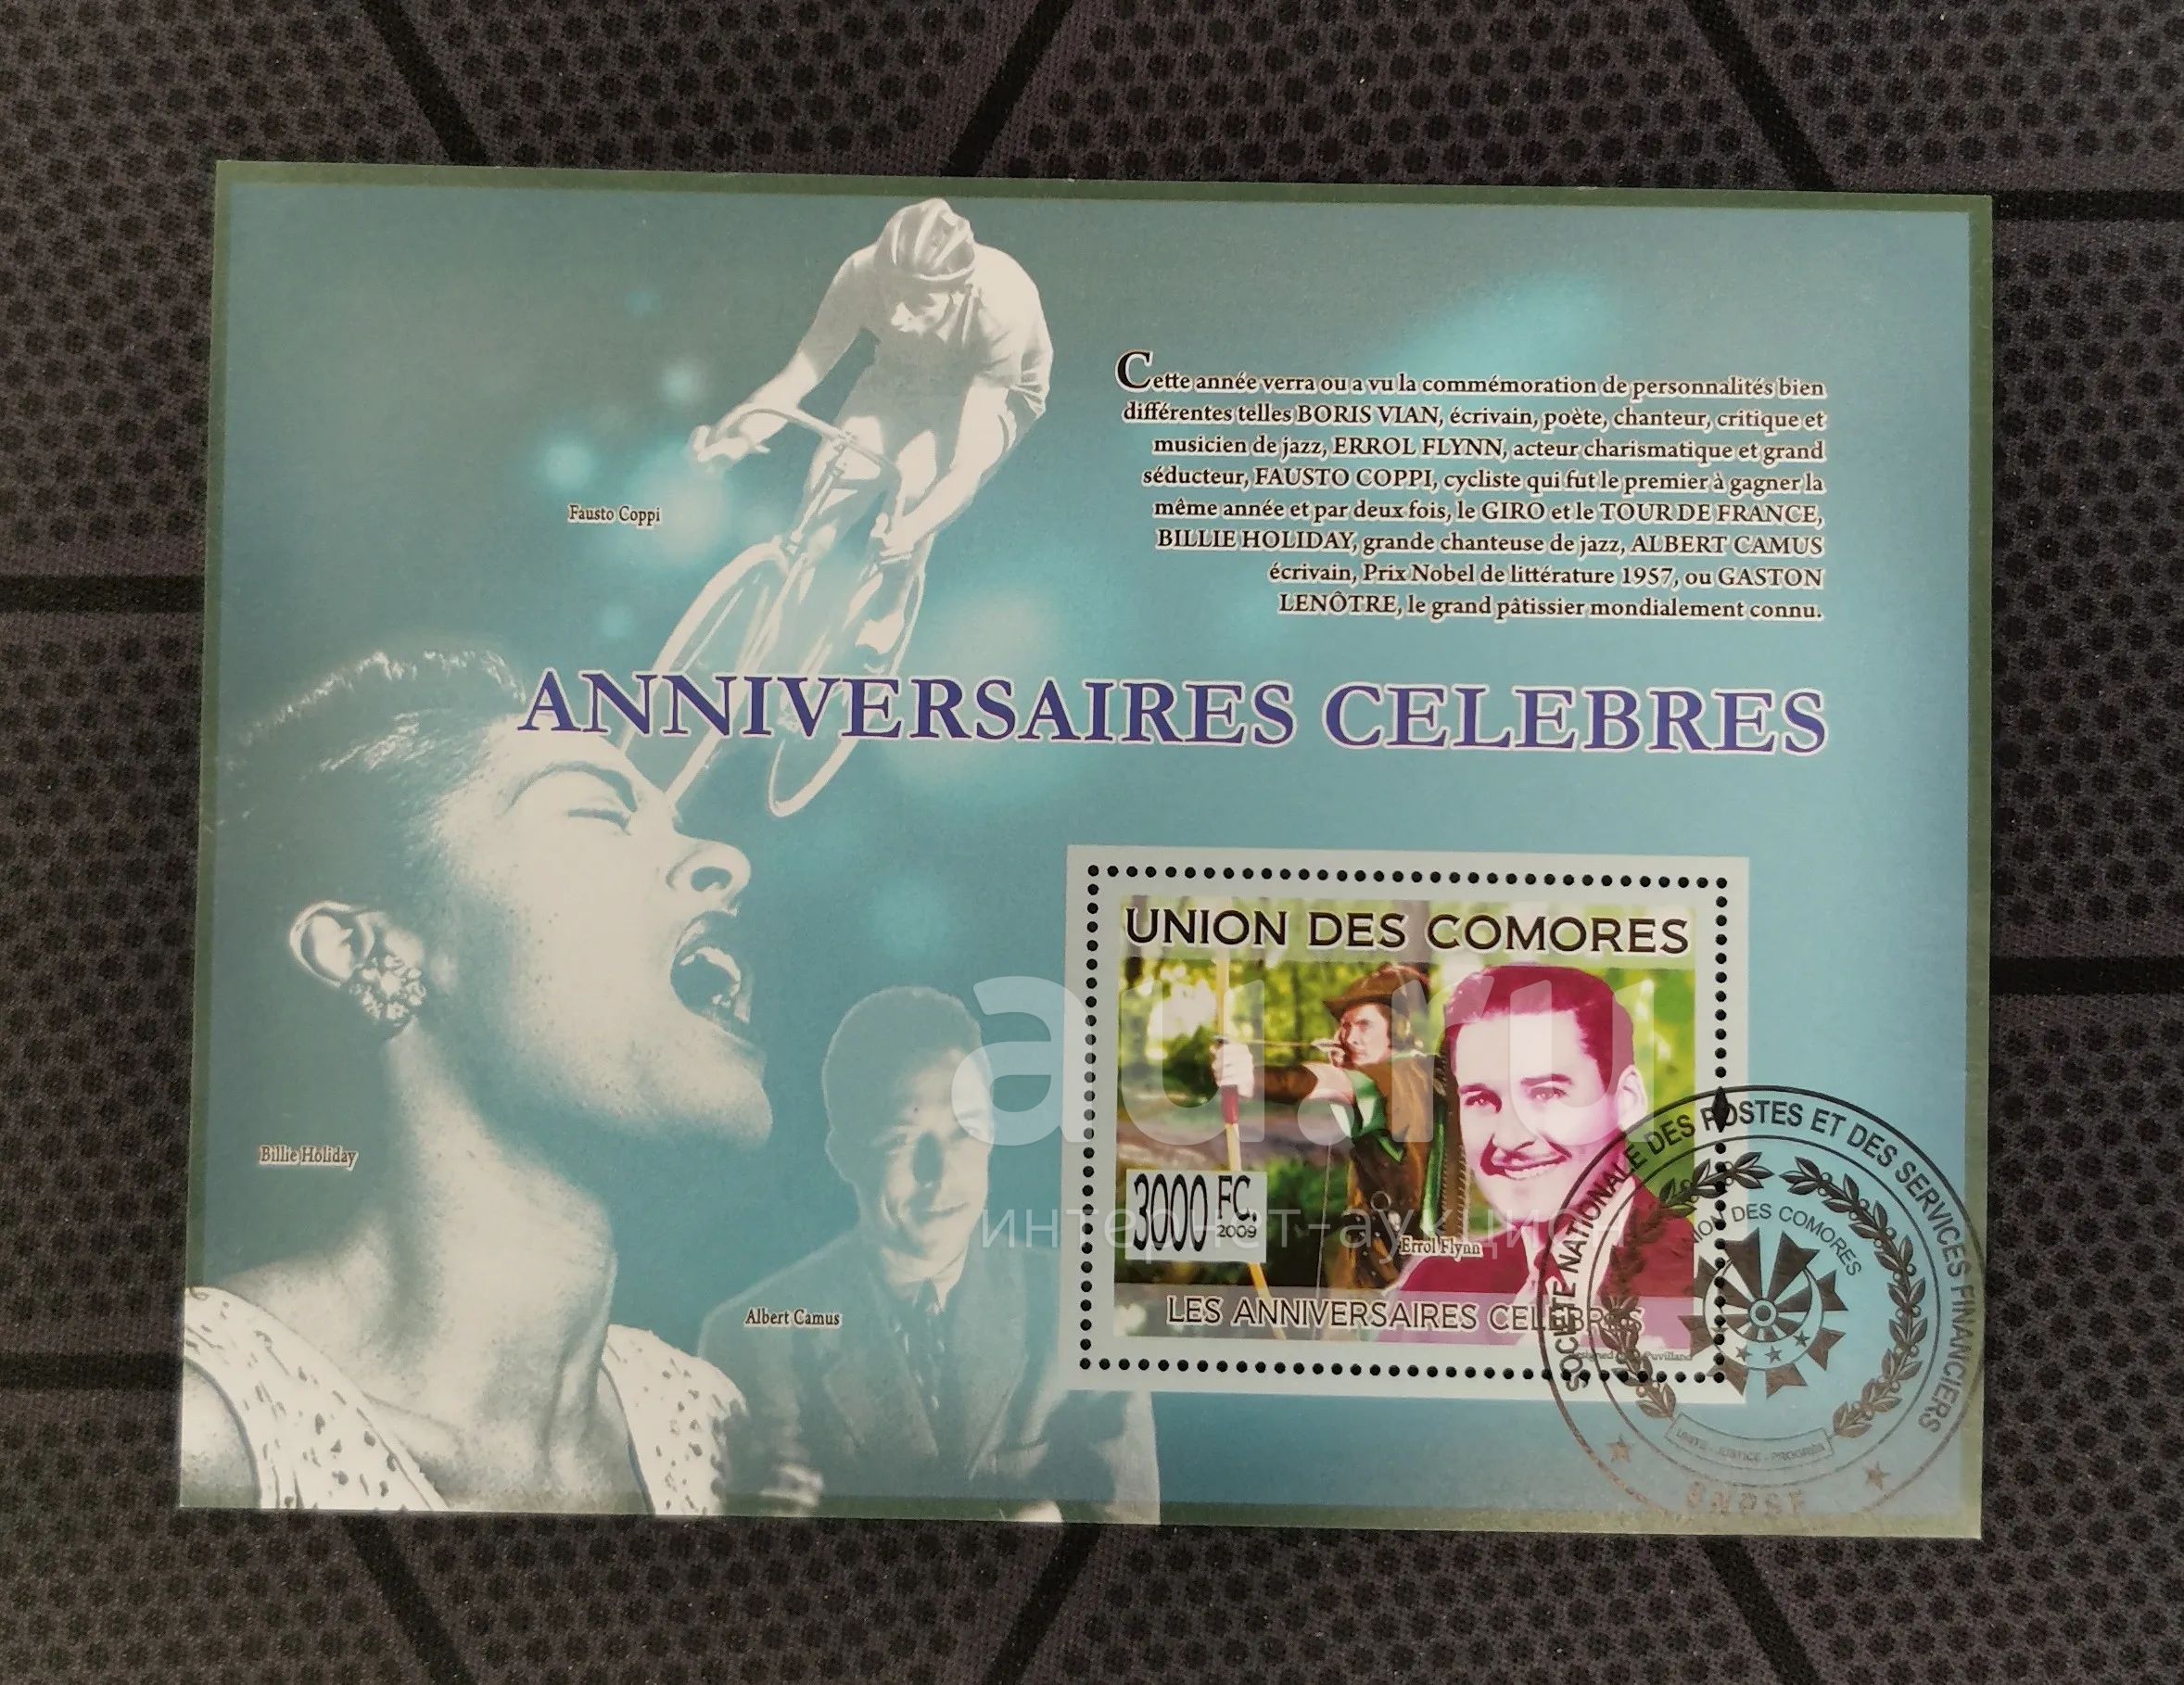 Cette année verra ou a vu la commémoration de personnalités bien
différentes telles BORIS VIAN, écrivain, poète, chanteur, critique et
musicien de jazz, ERROL FLYNN, acteur charismatique et grand
séducteur, FAUSTO COPPI, cycliste qui fut le premier à gagner la
même année et par deux fois, le GIRO et le TOUR DE FRANCE,
BILLIE HOLIDAY, grande chanteuse de jazz, ALBERT CAMUS
écrivain, Prix Nobel de littérature 1957, ou GASTON
LENÔTRE, le grand pâtissier mondialement connu.
Fausto Coppi
ANNIVERSAIRES CELEBRES
Billie Holiday
Albert Camus
UNION DES COMORES
3000 FC.
2009
Errol Flynn
LES ANNIVERSAIRES CELEBRES
SOCIETE NATIONALE DES POSTES ET DES SERVICES FINANCIERS
UNION DES COMORES
UNITE - JUSTICE - PROGRES
SNPSF
au.ru
интернет-аукцион